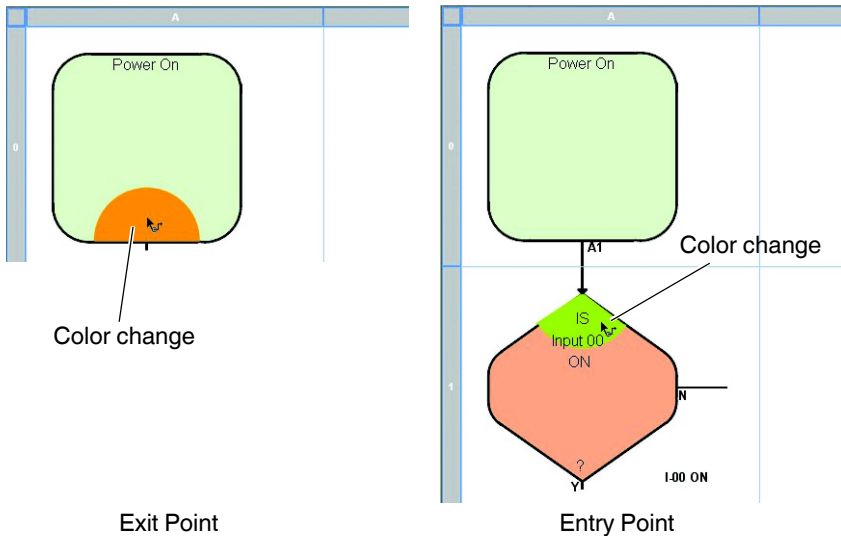 A
Power On
0
Color change
Exit Point
A
Power On
0
A1
Color change
IS
Input 00
ON
1
N
?
Y
I-00 ON
Entry Point